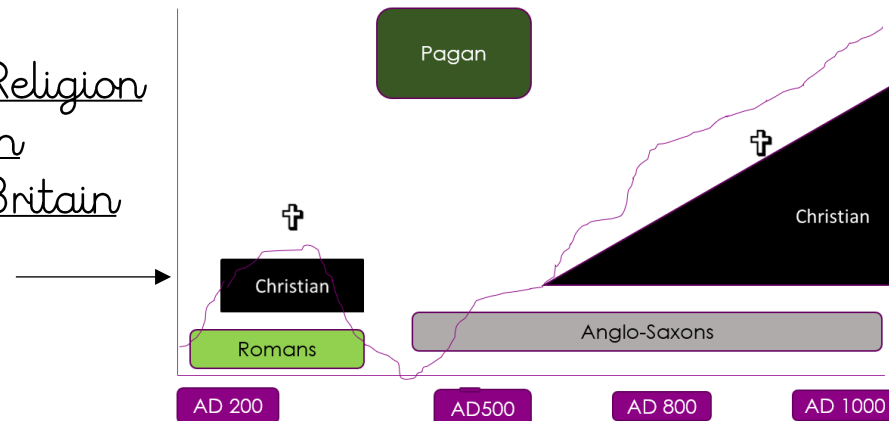 Religion
Britain
Pagan
Christian
Christian
Romans
Anglo-Saxons
AD 200
AD500
AD 800
AD 1000